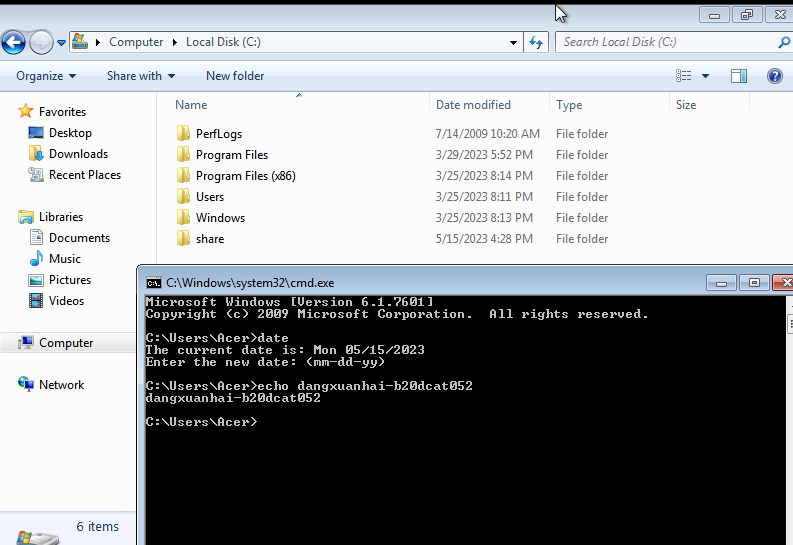 Computer Local Disk (C:)
Search Local Disk (C:)
Organize Share with New folder
Name Date modified Type Size
Favorites
Desktop
Downloads
Recent Places
Libraries
Documents
Music
Pictures
Videos
Computer
Network
PerfLogs 7/14/2009 10:20 AM File folder
Program Files 3/29/2023 5:52 PM File folder
Program Files (x86) 3/25/2023 8:14 PM File folder
Users 3/25/2023 8:11 PM File folder
Windows 3/25/2023 8:13 PM File folder
share 5/15/2023 4:28 PM File folder
6 items
C:\Windows\system32\cmd.exe
Microsoft Windows [Version 6.1.7601]
Copyright (c) 2009 Microsoft Corporation.  All rights reserved.
C:\Users\Acer>date
The current date is: Mon 05/15/2023
Enter the new date: (mm-dd-yy)
C:\Users\Acer>echo dangxuanhai-b20dcat052
dangxuanhai-b20dcat052
C:\Users\Acer>